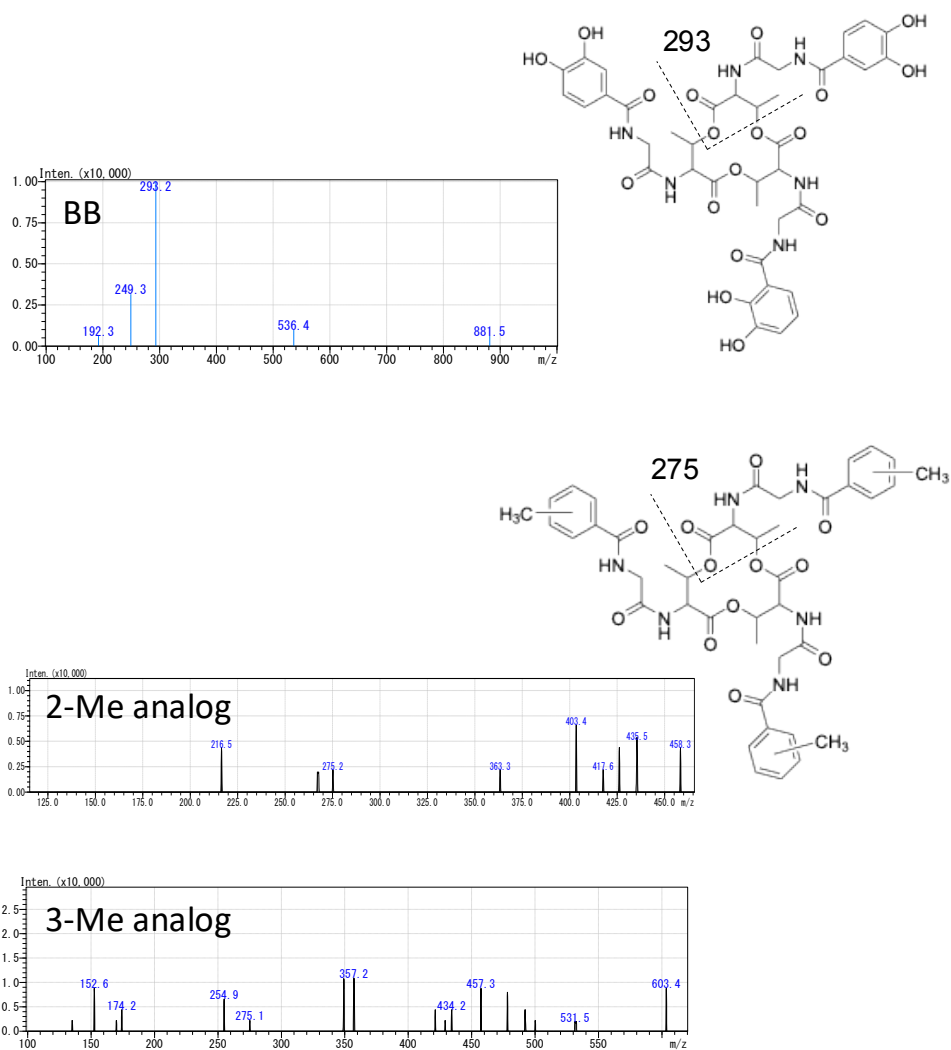 293
O
H
N
OH
OH
HN
O
O
OH
HO
O
O
O
O
O
HN
O
O
N
H
O
O
NH
O
NH
O
HO
HO
Inten. (x10,000)
1.00
0.75
0.50
0.25
0.00
BB
293.2
249.3
192.3
536.4
881.5
100 200 300 400 500 600 700 800 900 m/z
275
O
H
N
CH3
HN
O
O
H3C
O
O
O
O
O
HN
O
O
N
H
O
O
NH
O
NH
O
CH3
Inten. (x10,000)
1.00
0.75
0.50
0.25
0.00
2-Me analog
216.5
275.2
363.3
403.4
417.6
435.5
458.3
125.0 150.0 175.0 200.0 225.0 250.0 275.0 300.0 325.0 350.0 375.0 400.0 425.0 450.0 m/z
Inten. (x10,000)
2.5
2.0
1.5
1.0
0.5
0.0
3-Me analog
152.6
174.2
254.9
275.1
357.2
434.2
457.3
531.5
603.4
100 150 200 250 300 350 400 450 500 550 m/z